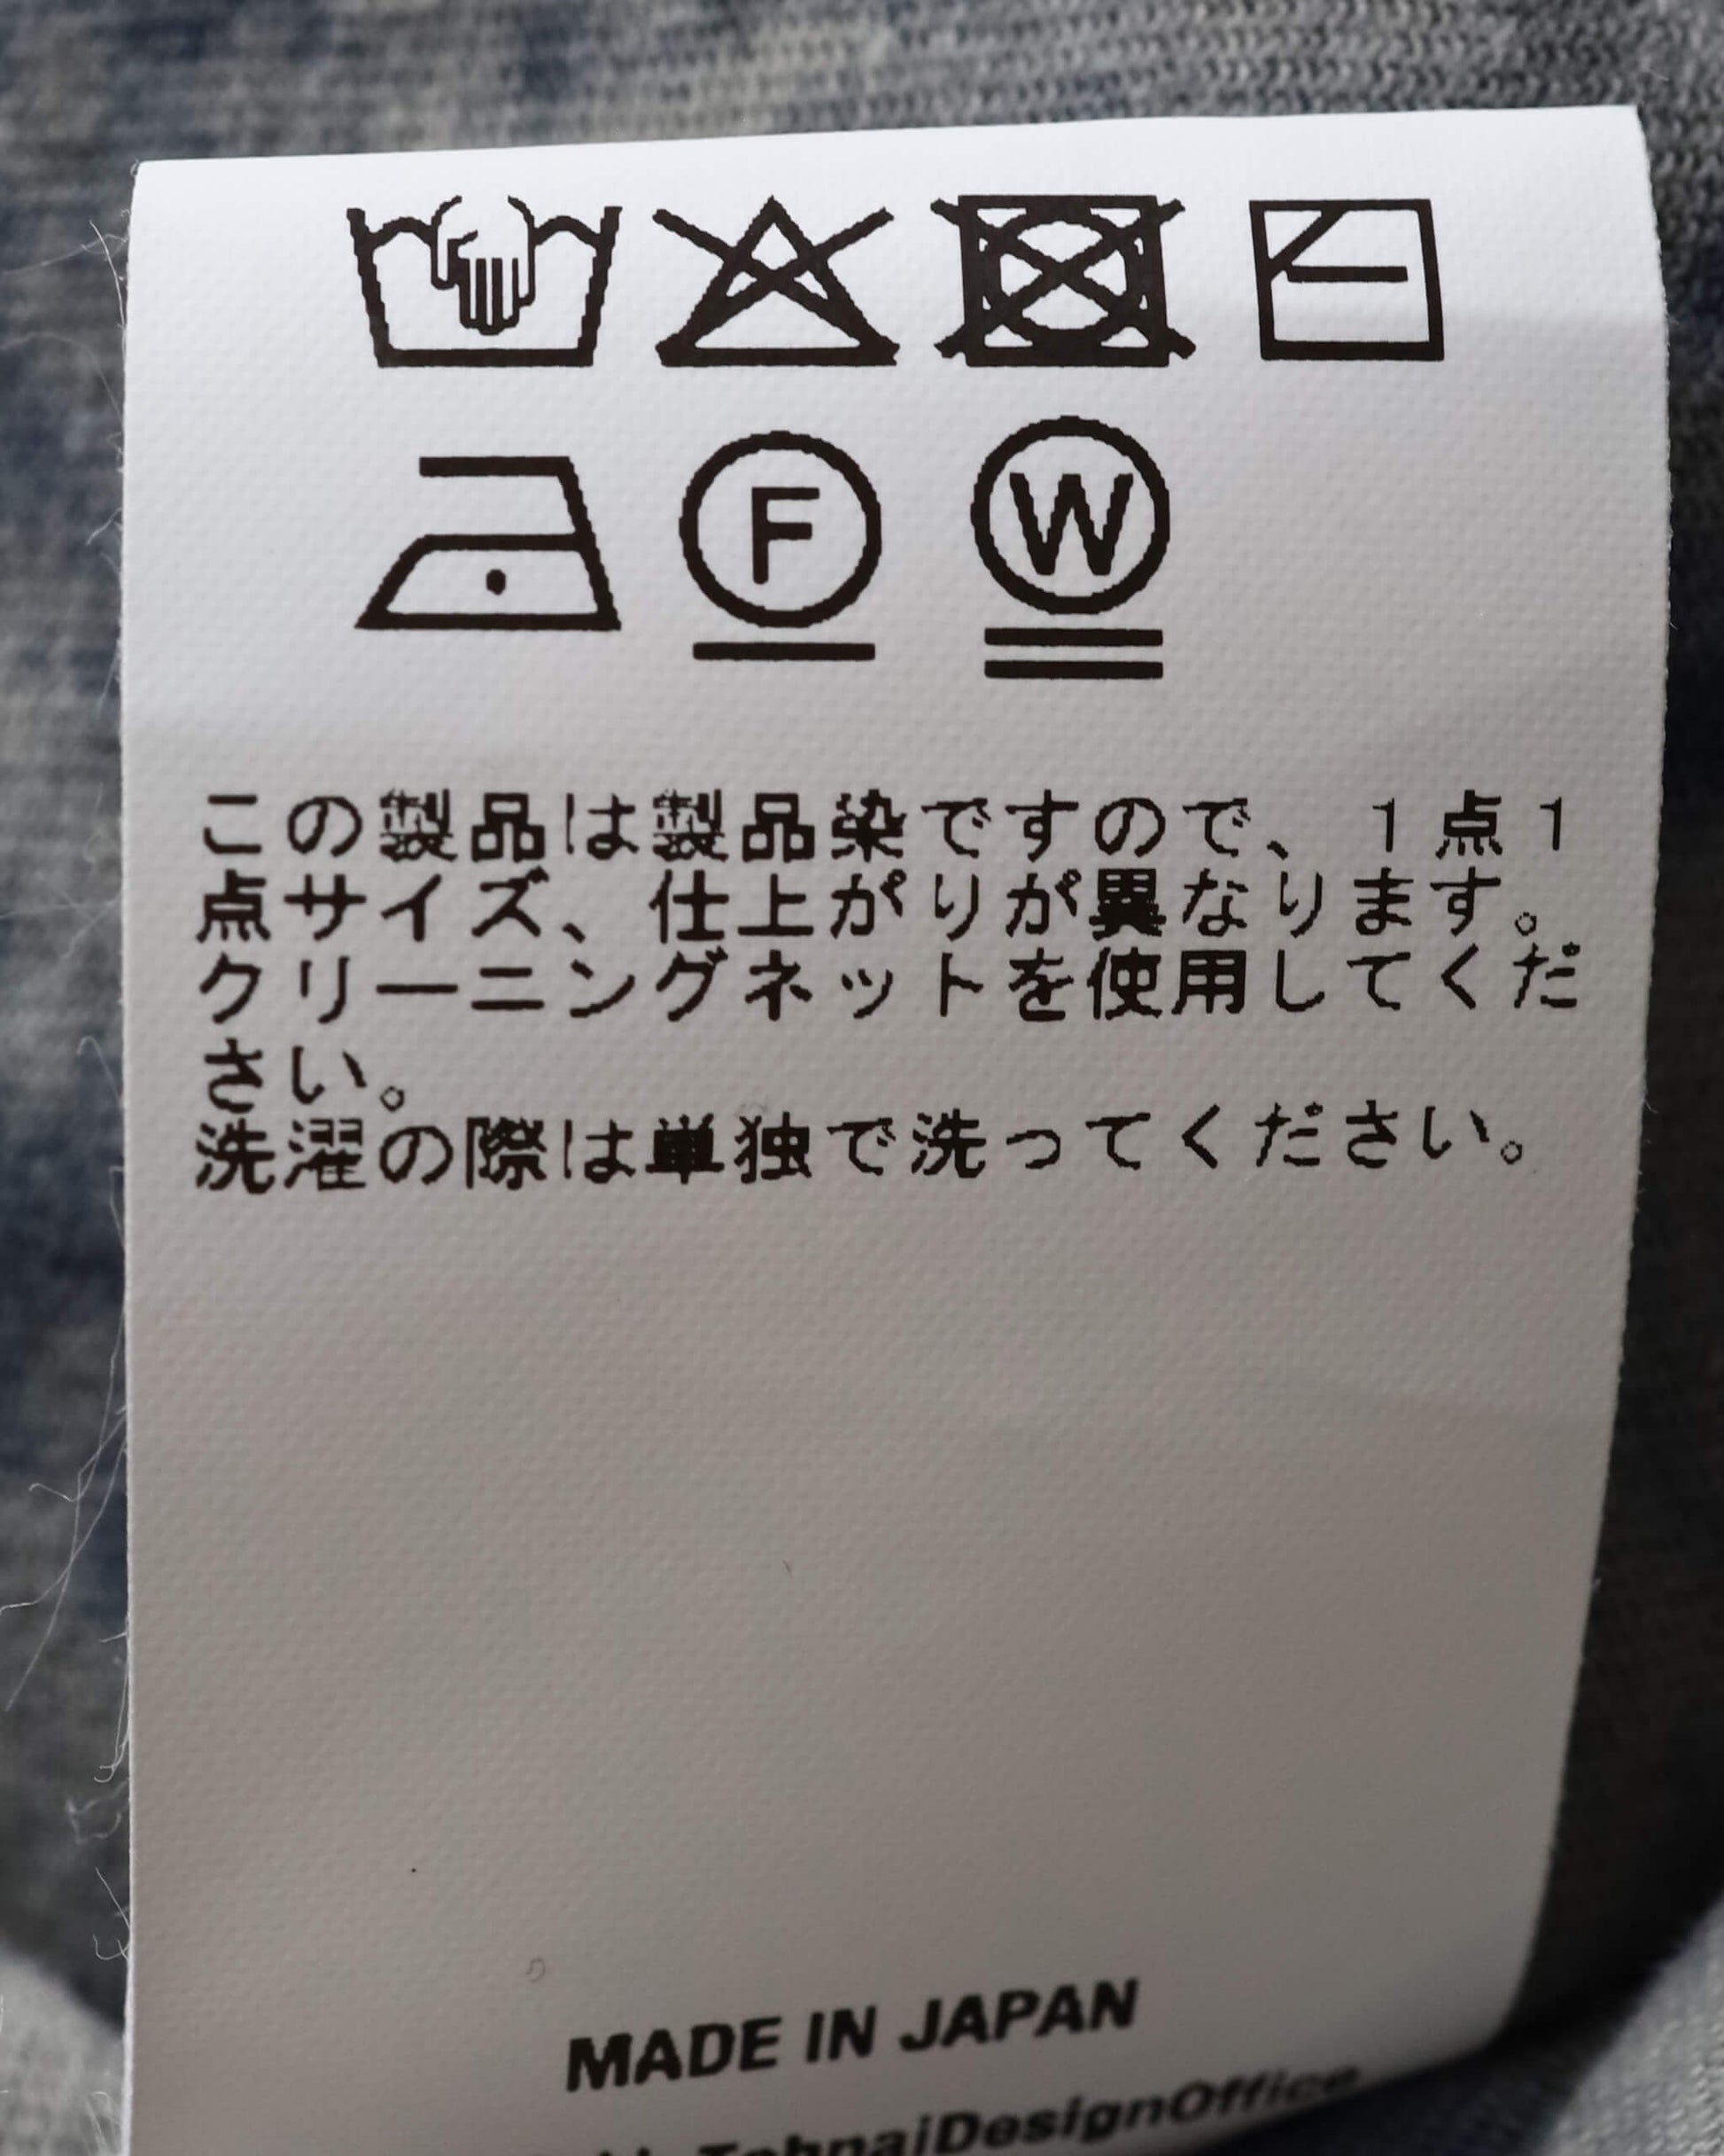 F W
この製品は製品染ですので、１点１
点サイズ、仕上がりが異なります。
クリーニングネットを使用してくだ
さい。
洗濯の際は単独で洗ってください。
MADE IN JAPAN
TohnaiDesignOffice